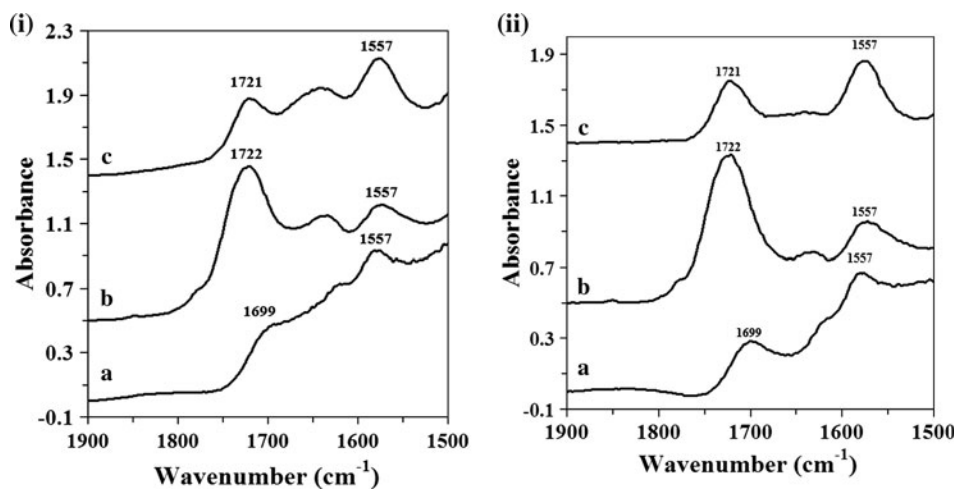 (i)
2.3
1.9
1.5
1.1
0.7
0.3
-0.1
Absorbance
1721
1557
c
1722
1557
b
1557
1699
a
1900 1800 1700 1600 1500
Wavenumber (cm-1)
(ii)
1.9
1.5
1.1
0.7
0.3
-0.1
Absorbance
1557
1721
c
1722
1557
b
1557
1699
a
1900 1800 1700 1600 1500
Wavenumber (cm-1)